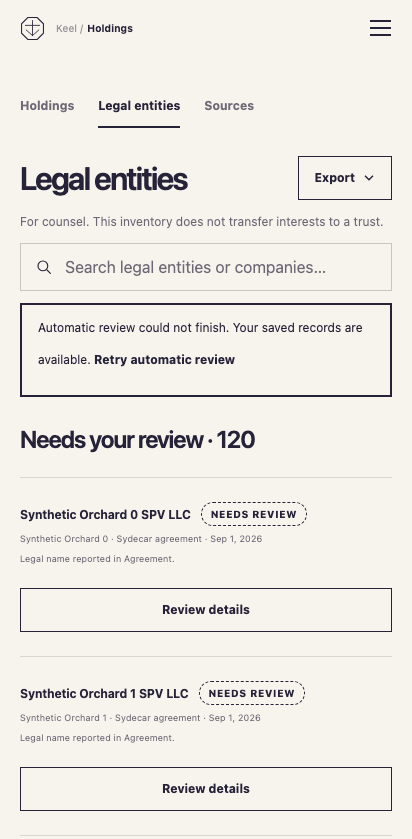 Keel / Holdings
Holdings Legal entities Sources
Legal entities
Export
For counsel. This inventory does not transfer interests to a trust.
Search legal entities or companies...
Automatic review could not finish. Your saved records are
available. Retry automatic review
Needs your review · 120
Synthetic Orchard 0 SPV LLC NEEDS REVIEW
Synthetic Orchard 0 · Sydecar agreement · Sep 1, 2026
Legal name reported in Agreement.
Review details
Synthetic Orchard 1 SPV LLC NEEDS REVIEW
Synthetic Orchard 1 · Sydecar agreement · Sep 1, 2026
Legal name reported in Agreement.
Review details